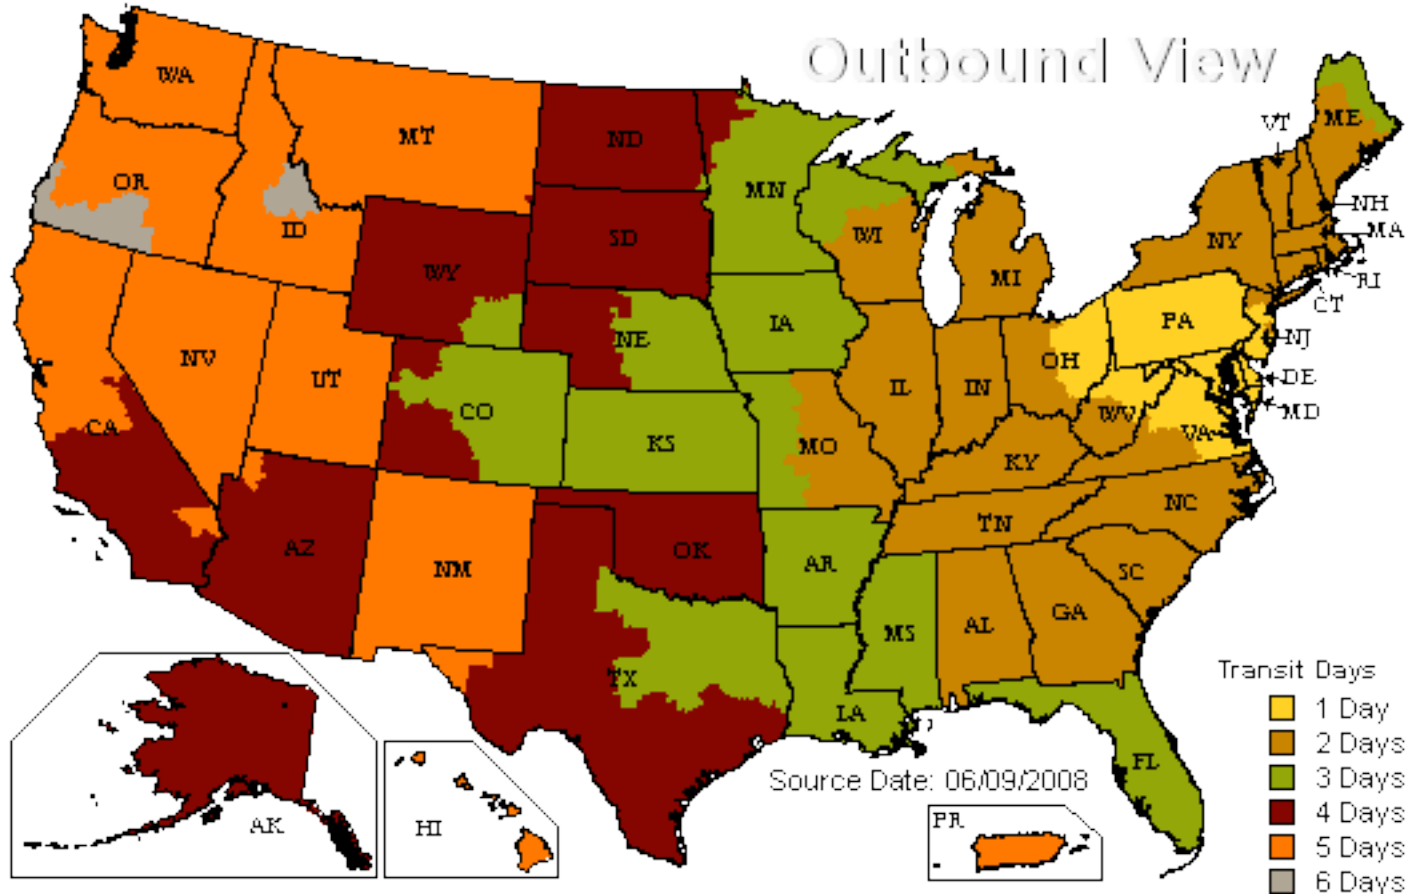 Outbound View
WA
MT
ND
MN
VT
ME
OR
ID
WY
SD
WI
MI
NY
NH
MA
RI
CT
NV
UT
CO
NE
IA
IL
IN
OH
PA
NJ
DE
MD
CA
KS
MO
KY
WV
VA
AZ
NM
OK
AR
TN
NC
SC
TX
LA
MS
AL
GA
FL
AK
HI
PR
Source Date: 06/09/2008
Transit Days
1 Day
2 Days
3 Days
4 Days
5 Days
6 Days